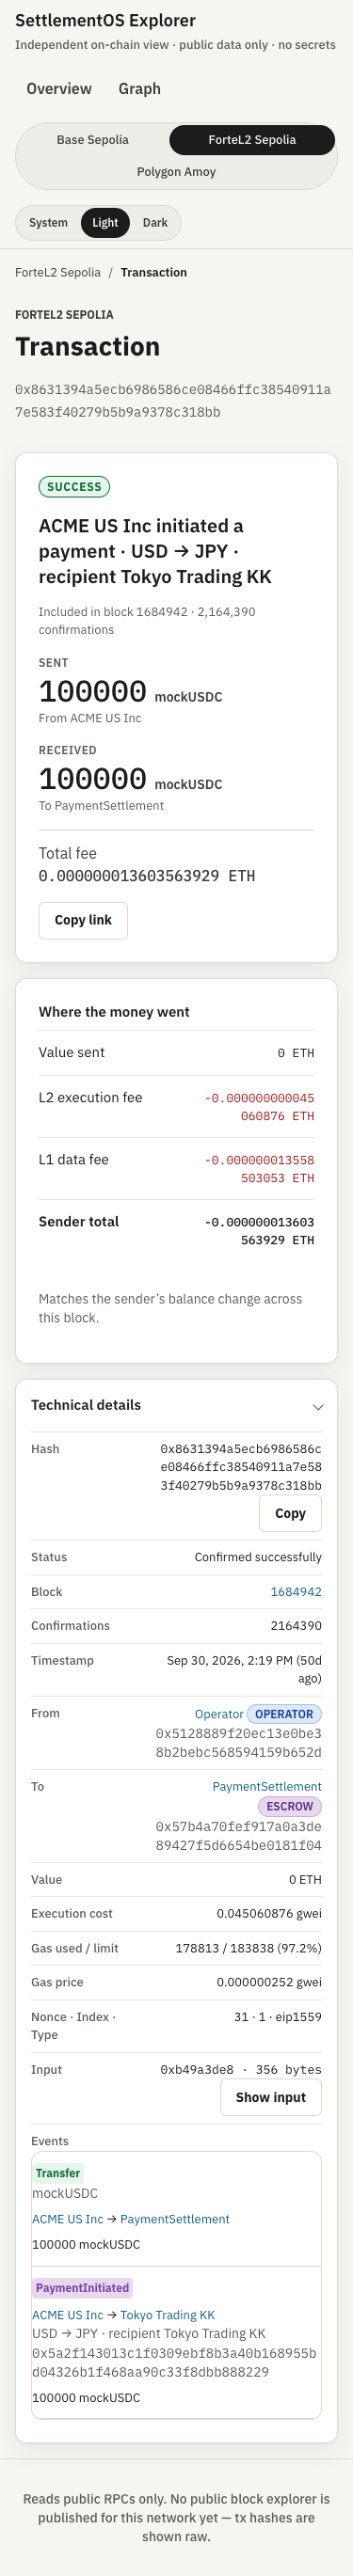 SettlementOS Explorer
Independent on-chain view · public data only · no secrets
Overview Graph
Base Sepolia ForteL2 Sepolia
Polygon Amoy
System Light Dark
ForteL2 Sepolia / Transaction
FORTEL2 SEPOLIA
Transaction
0x8631394a5ecb6986586ce08466ffc38540911a
7e583f40279b5b9a9378c318bb
SUCCESS
ACME US Inc initiated a
payment · USD → JPY ·
recipient Tokyo Trading KK
Included in block 1684942 · 2,164,390
confirmations
SENT
100000 mockUSDC
From ACME US Inc
RECEIVED
100000 mockUSDC
To PaymentSettlement
Total fee
0.000000013603563929 ETH
Copy link
Where the money went
Value sent 0 ETH
L2 execution fee -0.000000000045
060876 ETH
L1 data fee -0.000000013558
503053 ETH
Sender total -0.000000013603
563929 ETH
Matches the sender’s balance change across
this block.
Technical details
Hash 0x8631394a5ecb6986586c
e08466ffc38540911a7e58
3f40279b5b9a9378c318bb
Copy
Status Confirmed successfully
Block 1684942
Confirmations 2164390
Timestamp Sep 30, 2026, 2:19 PM (50d
ago)
From Operator OPERATOR
0x5128889f20ec13e0be3
8b2bebc568594159b652d
To PaymentSettlement
ESCROW
0x57b4a70fef917a0a3de
89427f5d6654be0181f04
Value 0 ETH
Execution cost 0.045060876 gwei
Gas used / limit 178813 / 183838 (97.2%)
Gas price 0.000000252 gwei
Nonce · Index · 31 · 1 · eip1559
Type
Input 0xb49a3de8 · 356 bytes
Show input
Events
Transfer
mockUSDC
ACME US Inc → PaymentSettlement
100000 mockUSDC
PaymentInitiated
ACME US Inc → Tokyo Trading KK
USD → JPY · recipient Tokyo Trading KK
0x5a2f143013c1f0309ebf8b3a40b168955b
d04326b1f468aa90c33f8dbb888229
100000 mockUSDC
Reads public RPCs only. No public block explorer is
published for this network yet — tx hashes are
shown raw.